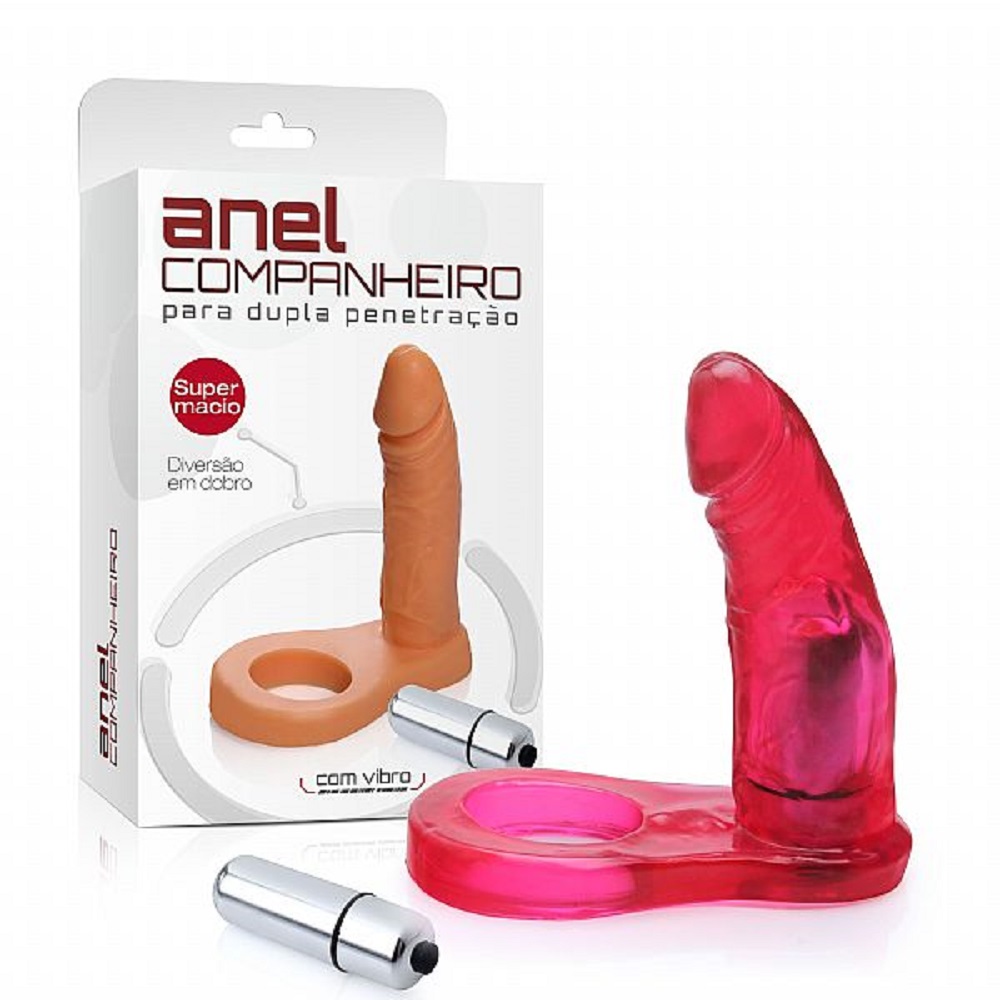 anel
COMPANHEIRO
para dupla penetração
Super
macio
Diversão
em dobro
anel
COMPANHEIRO
com vibro